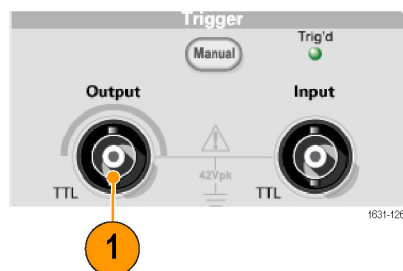 Trigger
Manual
Trig'd
Output
Input
42Vpk
TTL
TTL
1631-126
1